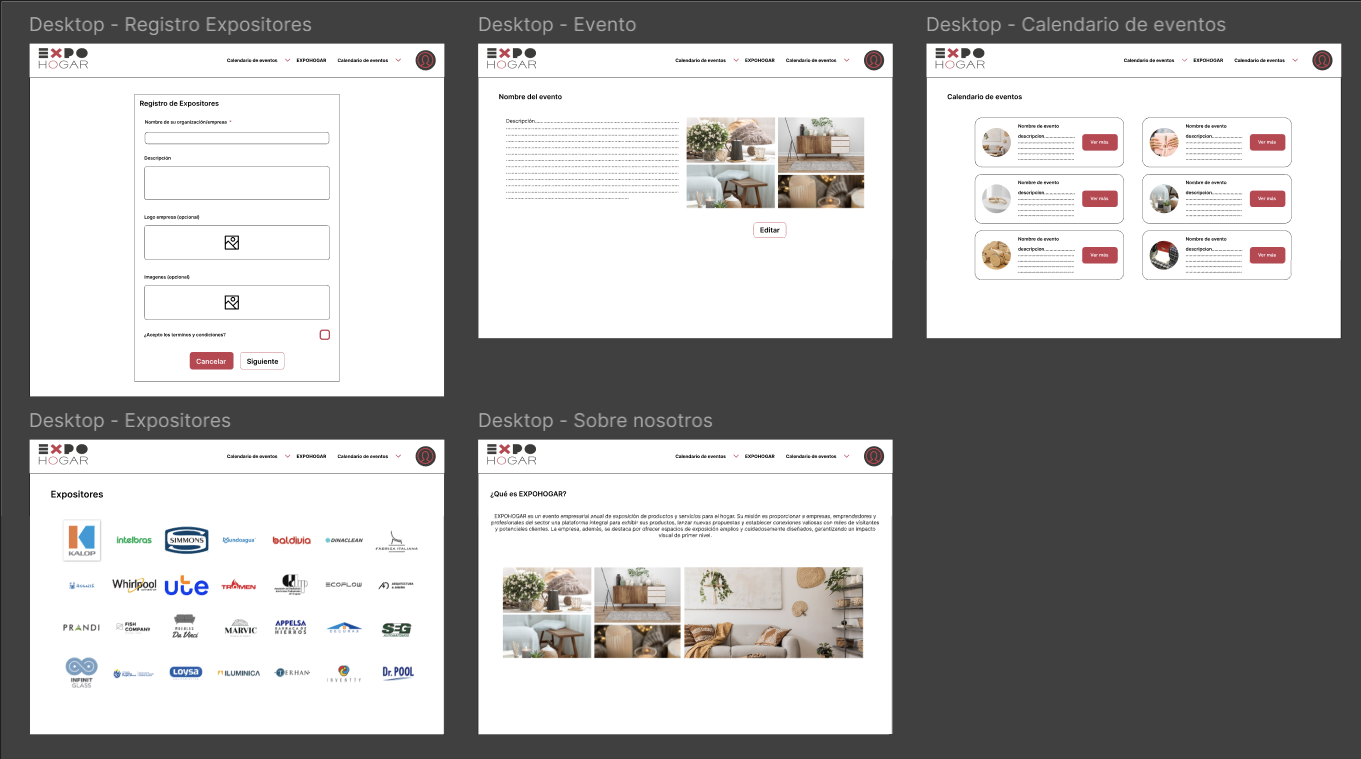 Desktop - Registro Expositores
EXPO
HOGAR
Calendario de eventos
EXPOHOGAR
Calendario de eventos
Registro de Expositores
Nombre de su organización/empresa *
Descripción
Logo empresa (opcional)
Imagenes (opcional)
¿Acepto los terminos y condiciones?
Cancelar
Siguiente
Desktop - Evento
EXPO
HOGAR
Calendario de eventos
EXPOHOGAR
Calendario de eventos
Nombre del evento
Descripción
Editar
Desktop - Calendario de eventos
EXPO
HOGAR
Calendario de eventos
EXPOHOGAR
Calendario de eventos
Calendario de eventos
Nombre de evento
descripcion
Ver más
Nombre de evento
descripcion
Ver más
Nombre de evento
descripcion
Ver más
Nombre de evento
descripcion
Ver más
Nombre de evento
descripcion
Ver más
Nombre de evento
descripcion
Ver más
Desktop - Expositores
EXPO
HOGAR
Calendario de eventos
EXPOHOGAR
Calendario de eventos
Expositores
KALOP
intelbras
SIMMONS
baldivia
DINACLEAN
FABRICA ITALIANA
Whirlpool
ute
TROMEN
ECOFLOW
ARQUITECTURA
PRANDI
FISH
COMPANY
MUEBLES
Da Vinci
MARVIC
APPELSA
BARRACA DE
HIERROS
SEG
INFINIT
GLASS
Loysa
ILUMINICA
TERHAN
INVENTTY
Dr. POOL
Desktop - Sobre nosotros
EXPO
HOGAR
Calendario de eventos
EXPOHOGAR
Calendario de eventos
¿Qué es EXPOHOGAR?
EXPOHOGAR es un evento empresarial anual de exposición de productos y servicios para el hogar. Su misión es proporcionar a empresas, emprendedores y
profesionales del sector una plataforma integral para exhibir sus productos, lanzar nuevas propuestas y establecer conexiones valiosas con miles de visitantes
y potenciales clientes. La empresa, además, se destaca por ofrecer espacios de exposición amplios y cuidadosamente diseñados, garantizando un impacto
visual de primer nivel.